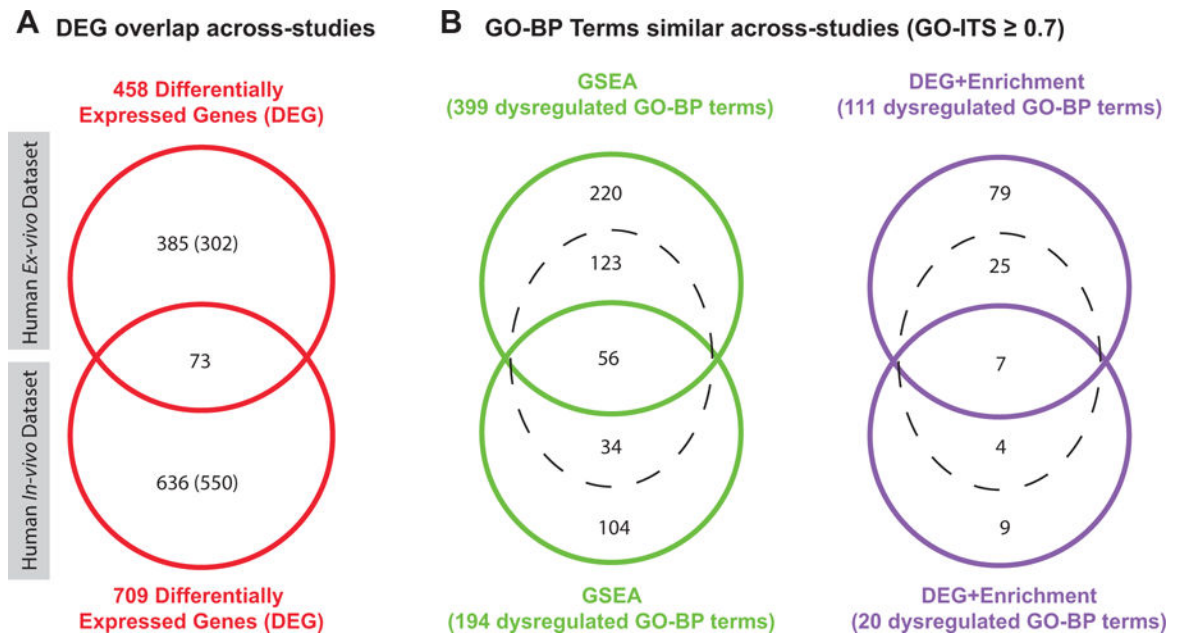 A DEG overlap across-studies
458 Differentially
Expressed Genes (DEG)
Human Ex-vivo Dataset
385 (302)
73
Human In-vivo Dataset
636 (550)
709 Differentially
Expressed Genes (DEG)
B GO-BP Terms similar across-studies (GO-ITS ≥ 0.7)
GSEA
(399 dysregulated GO-BP terms)
220
123
56
34
104
GSEA
(194 dysregulated GO-BP terms)
DEG+Enrichment
(111 dysregulated GO-BP terms)
79
25
7
4
9
DEG+Enrichment
(20 dysregulated GO-BP terms)